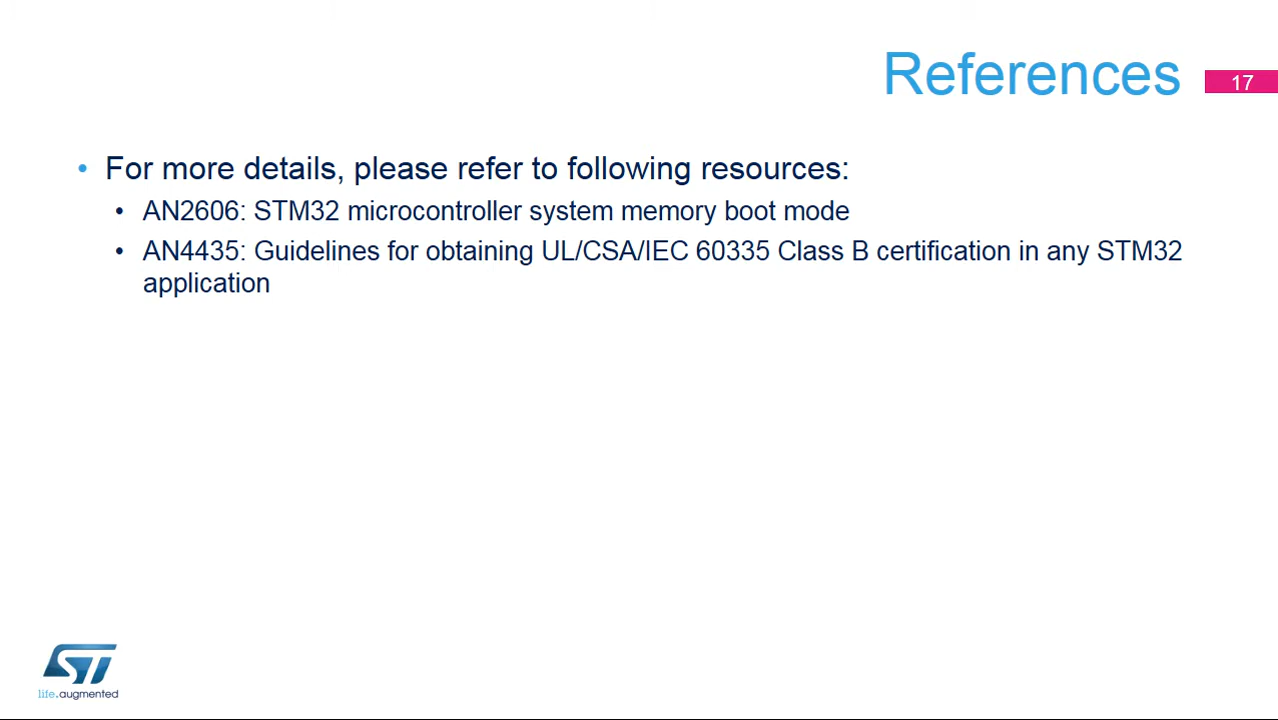 References
17
• For more details, please refer to following resources:
• AN2606: STM32 microcontroller system memory boot mode
• AN4435: Guidelines for obtaining UL/CSA/IEC 60335 Class B certification in any STM32
application
ST
life.augmented